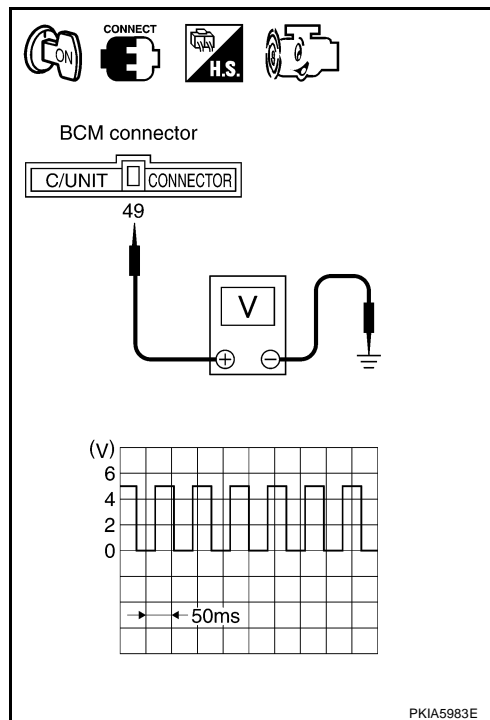 ON
CONNECT
H.S.
BCM connector
C/UNIT CONNECTOR
49
V
+ −
(V)
6
4
2
0
50ms
PKIA5983E